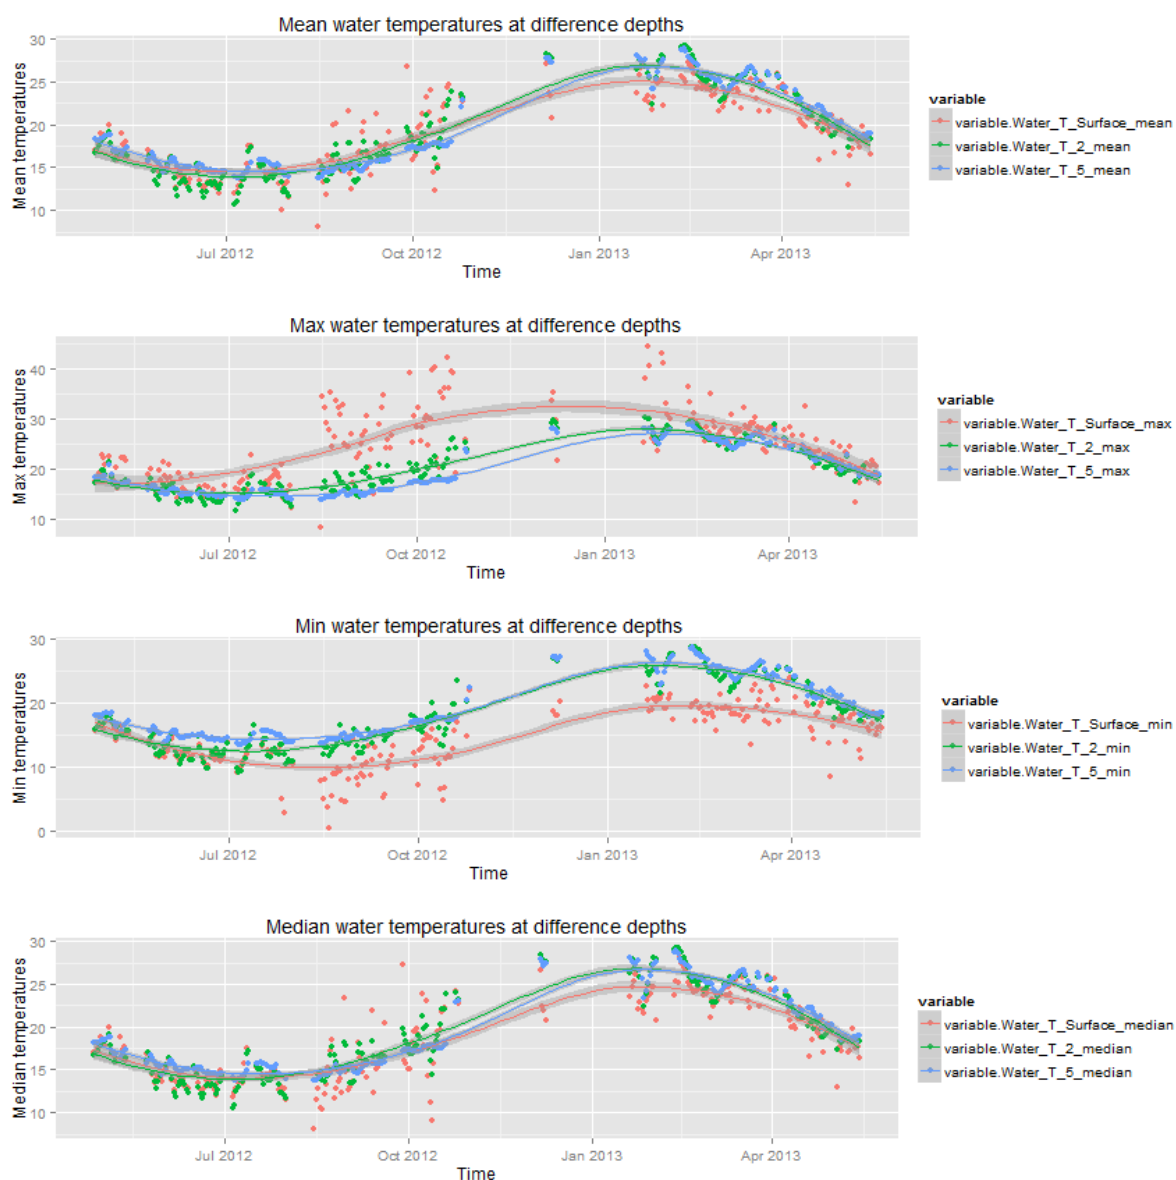 Mean water temperatures at difference depths
30
25
20
15
10
Mean temperatures
Jul 2012
Oct 2012
Jan 2013
Apr 2013
Time
variable
variable.Water_T_Surface_mean
variable.Water_T_2_mean
variable.Water_T_5_mean
Max water temperatures at difference depths
40
30
20
10
Max temperatures
Jul 2012
Oct 2012
Jan 2013
Apr 2013
Time
variable
variable.Water_T_Surface_max
variable.Water_T_2_max
variable.Water_T_5_max
Min water temperatures at difference depths
30
20
10
0
Min temperatures
Jul 2012
Oct 2012
Jan 2013
Apr 2013
Time
variable
variable.Water_T_Surface_min
variable.Water_T_2_min
variable.Water_T_5_min
Median water temperatures at difference depths
30
25
20
15
10
Median temperatures
Jul 2012
Oct 2012
Jan 2013
Apr 2013
Time
variable
variable.Water_T_Surface_median
variable.Water_T_2_median
variable.Water_T_5_median